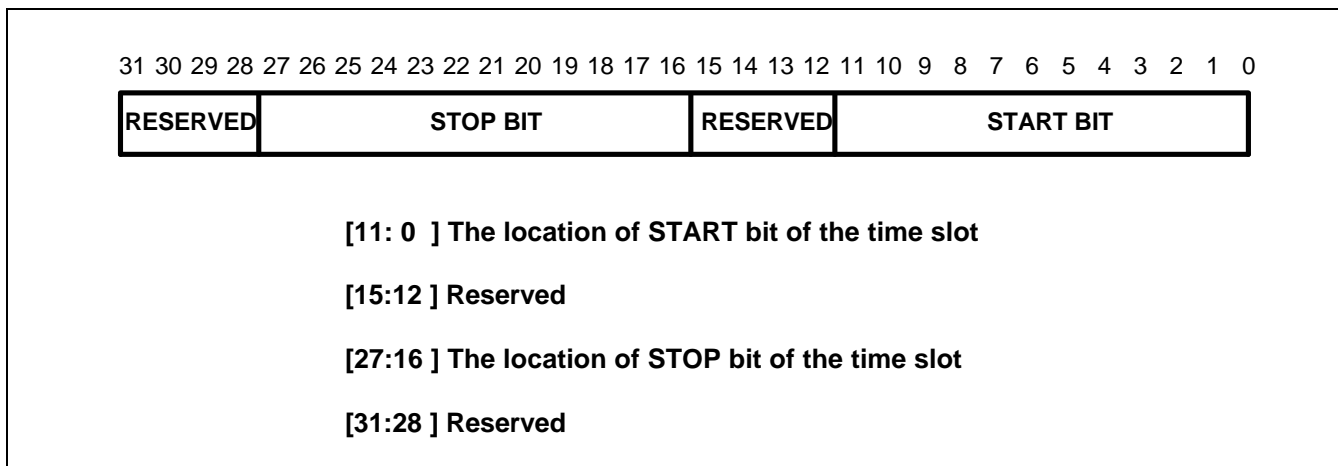 31 30 29 28 27 26 25 24 23 22 21 20 19 18 17 16 15 14 13 12 11 10 9 8 7 6 5 4 3 2 1 0
RESERVED STOP BIT RESERVED START BIT
[11: 0 ] The location of START bit of the time slot
[15:12 ] Reserved
[27:16 ] The location of STOP bit of the time slot
[31:28 ] Reserved